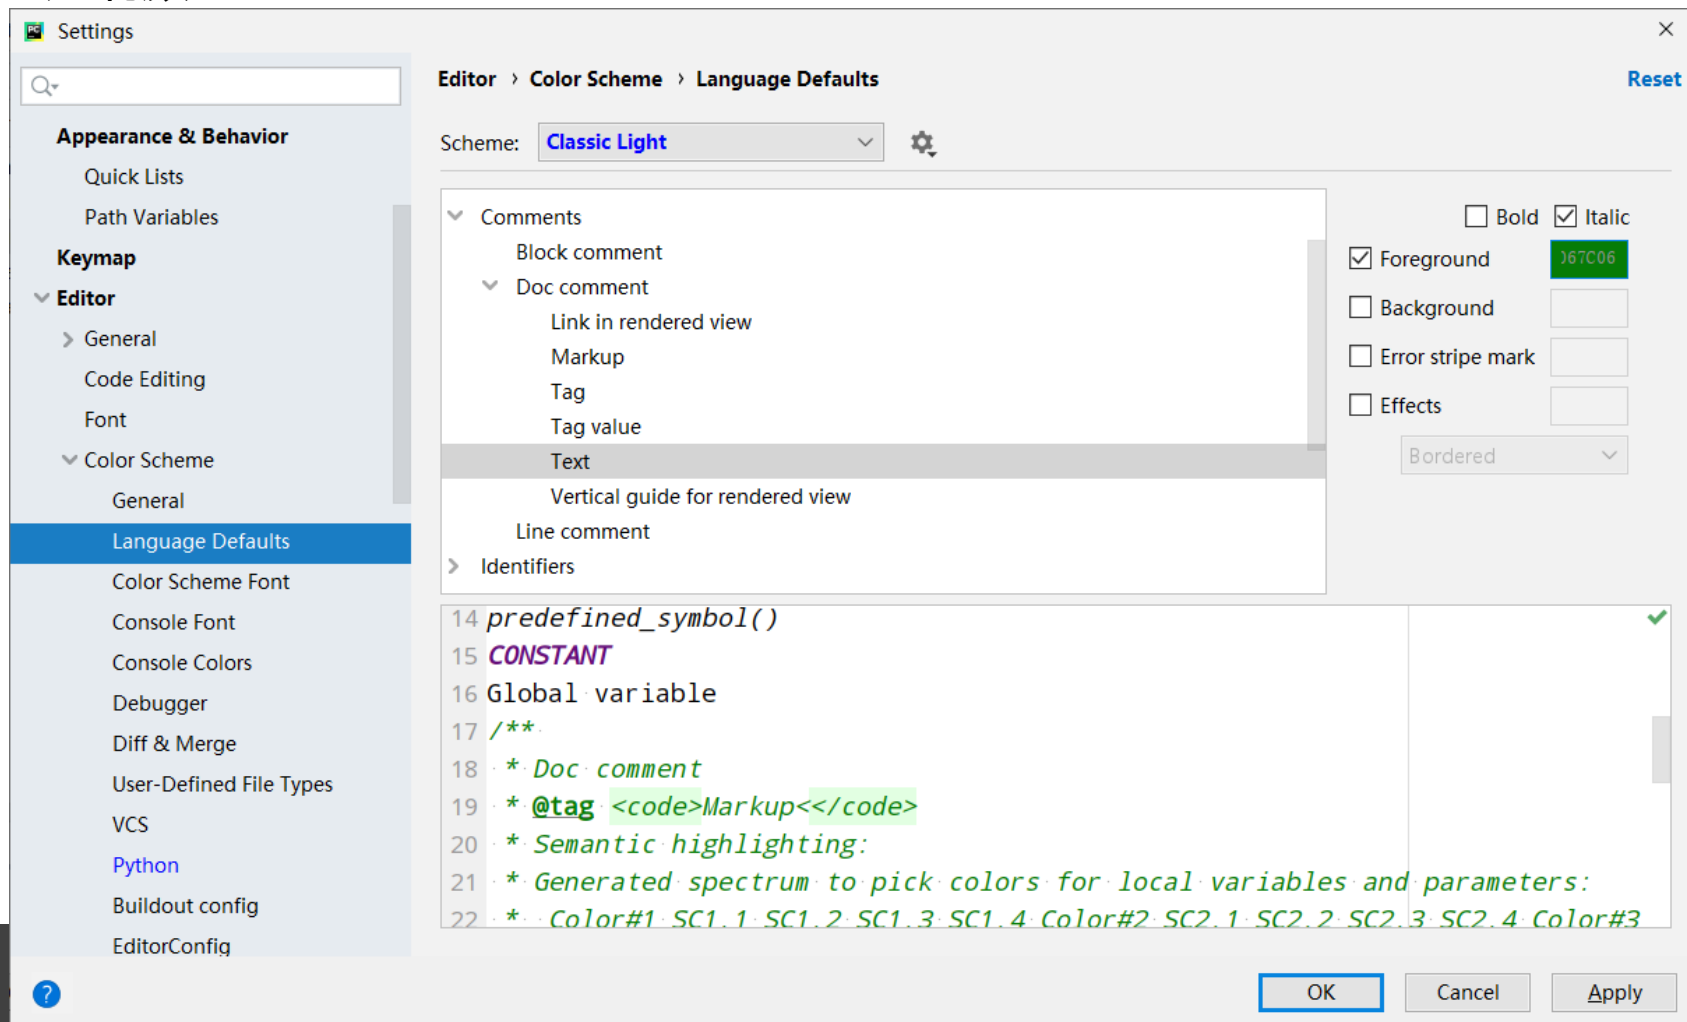 PC Settings
Editor › Color Scheme › Language Defaults
Reset
Appearance & Behavior
Quick Lists
Path Variables
Keymap
Editor
General
Code Editing
Font
Color Scheme
General
Language Defaults
Color Scheme Font
Console Font
Console Colors
Debugger
Diff & Merge
User-Defined File Types
VCS
Python
Buildout config
EditorConfig
Scheme: Classic Light
Comments
Block comment
Doc comment
Link in rendered view
Markup
Tag
Tag value
Text
Vertical guide for rendered view
Line comment
Identifiers
Bold Italic
Foreground
Background
Error stripe mark
Effects
Bordered
14 predefined_symbol()
15 CONSTANT
16 Global variable
17 /**
18 * Doc comment
19 * @tag <code>Markup<</code>
20 * Semantic highlighting:
21 * Generated spectrum to pick colors for local variables and parameters:
22 * Color#1 SC1.1 SC1.2 SC1.3 SC1.4 Color#2 SC2.1 SC2.2 SC2.3 SC2.4 Color#3
?
OK
Cancel
Apply